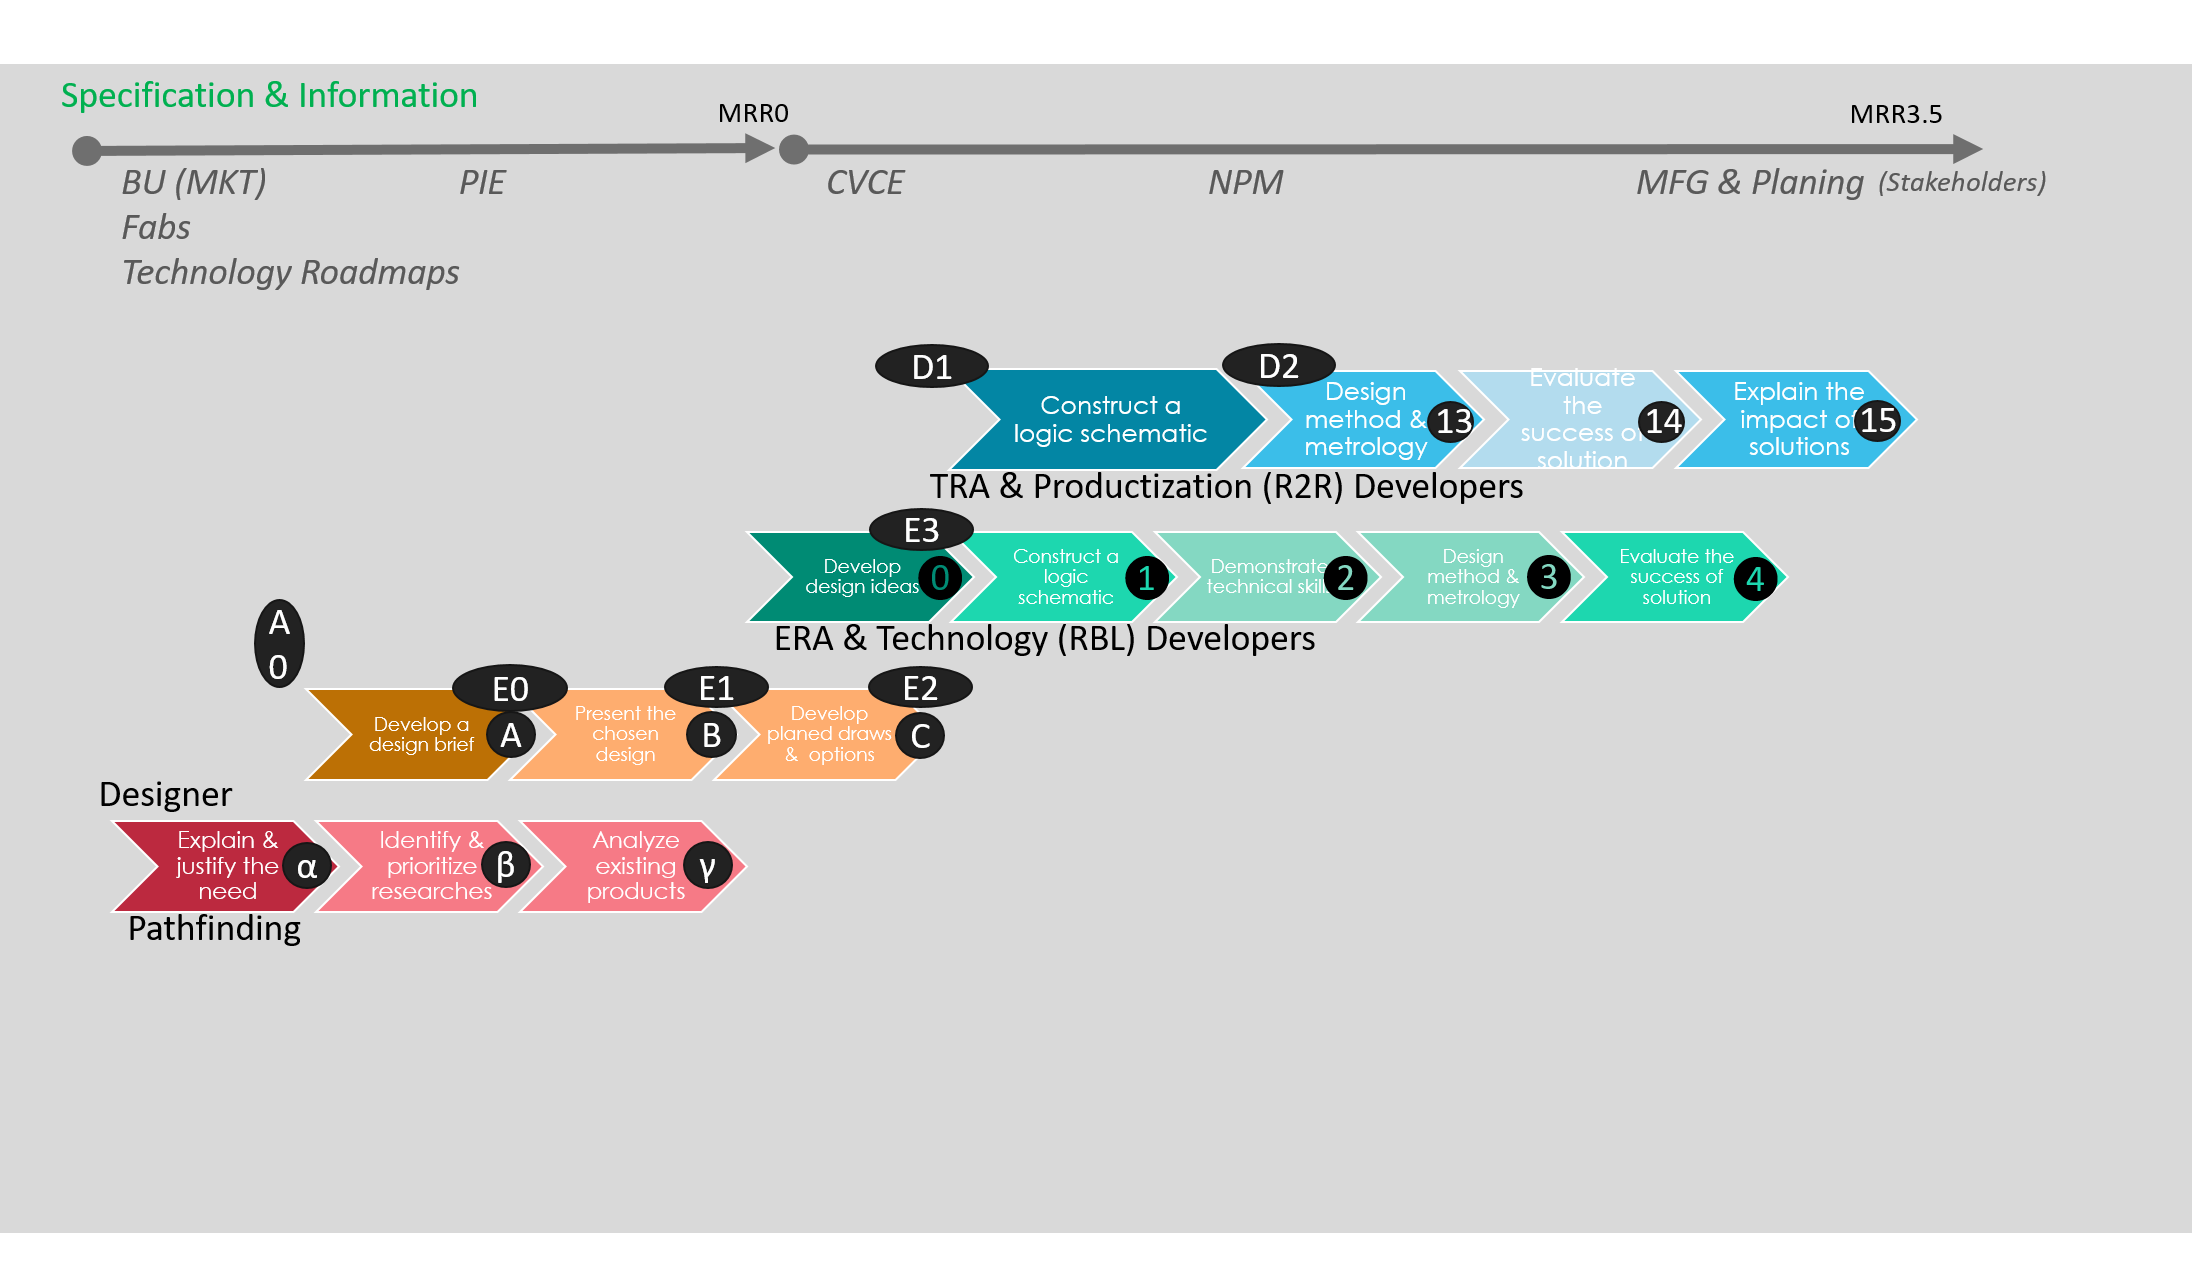 Specification & Information
MRR0
MRR3.5
BU (MKT)
PIE
CVCE
NPM
MFG & Planing (Stakeholders)
Fabs
Technology Roadmaps
D1
D2
Construct a
logic schematic
Design
method &
metrology
13
Evaluate
the
success of
solution
14
Explain the
impact of
solutions
15
TRA & Productization (R2R) Developers
E3
Develop
design ideas
0
Construct a
logic
schematic
1
Demonstrate
technical skills
2
Design
method &
metrology
3
Evaluate the
success of
solution
4
ERA & Technology (RBL) Developers
A
0
E0
E1
E2
Develop a
design brief
A
Present the
chosen
design
B
Develop
planed draws
& options
C
Designer
Explain &
justify the
need
α
Identify &
prioritize
researches
β
Analyze
existing
products
γ
Pathfinding